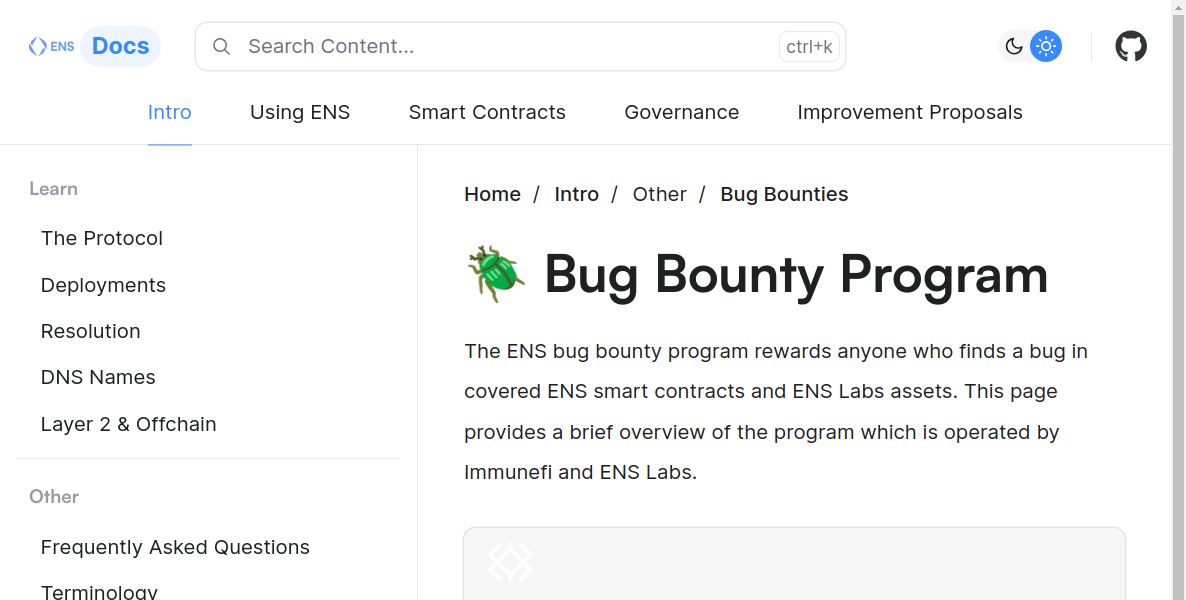 ENS Docs
Search Content...
ctrl+k
Intro
Using ENS
Smart Contracts
Governance
Improvement Proposals
Learn
The Protocol
Deployments
Resolution
DNS Names
Layer 2 & Offchain
Other
Frequently Asked Questions
Terminology
Home / Intro / Other / Bug Bounties
Bug Bounty Program
The ENS bug bounty program rewards anyone who finds a bug in
covered ENS smart contracts and ENS Labs assets. This page
provides a brief overview of the program which is operated by
Immunefi and ENS Labs.